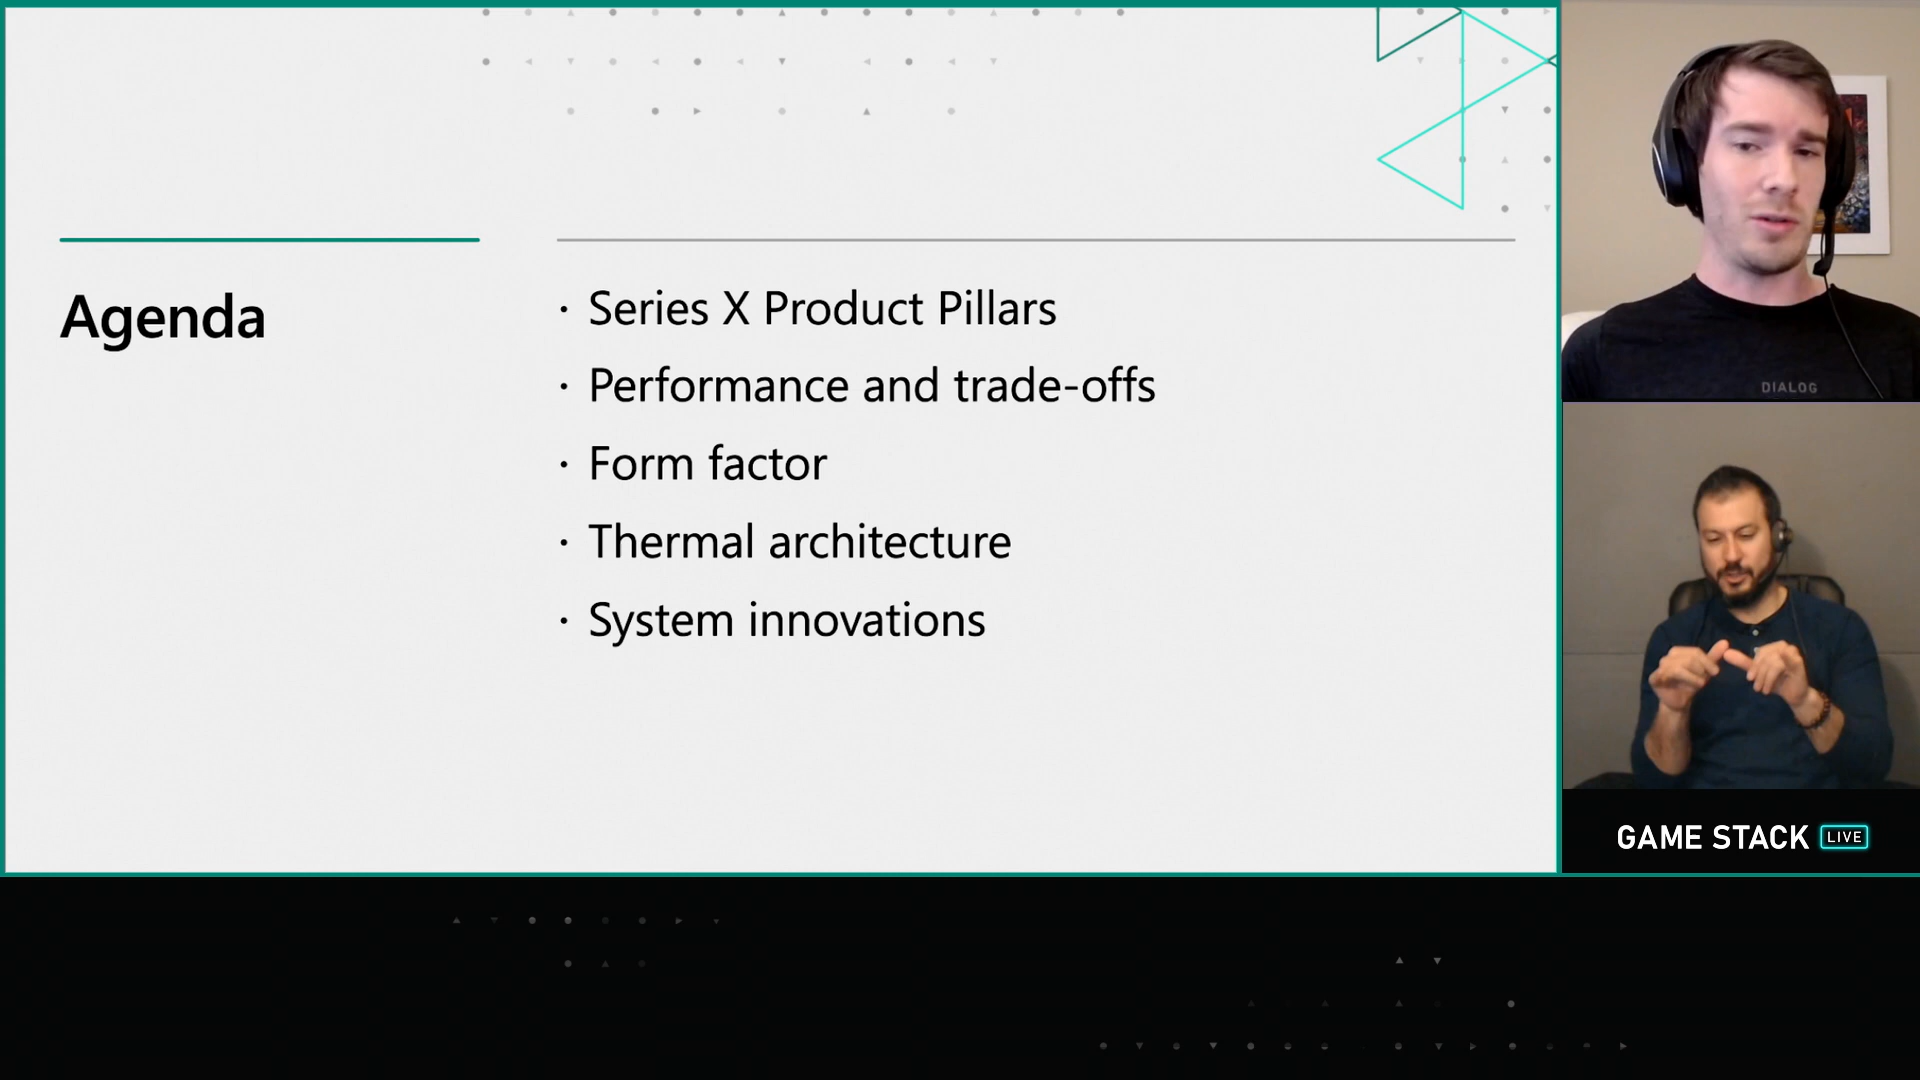 Agenda
· Series X Product Pillars
· Performance and trade-offs
· Form factor
· Thermal architecture
· System innovations
DIALOG
GAME STACK LIVE